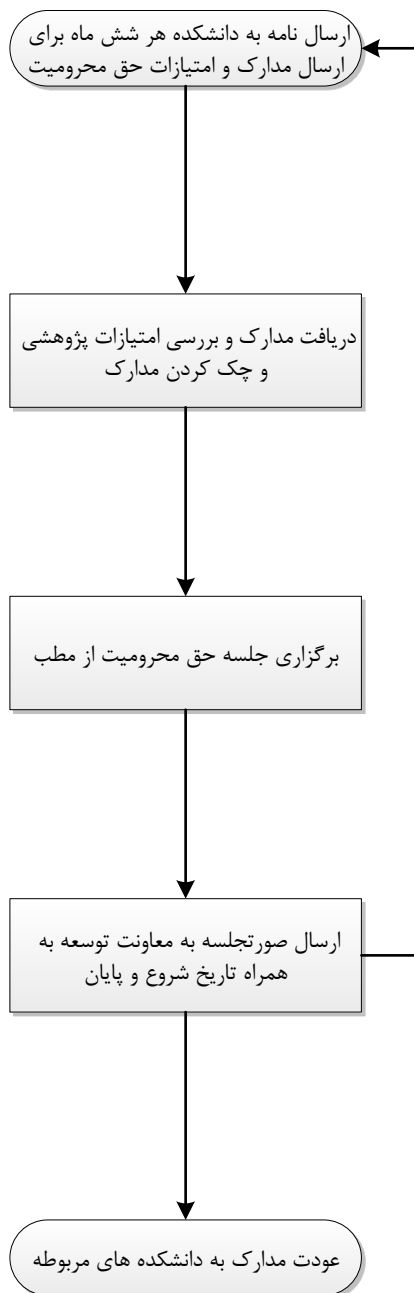 ارسال نامه به دانشکده هر شش ماه برای
ارسال مدارک و امتیازات حق محرومیت
دریافت مدارک و بررسی امتیازات پژوهشی
و چک کردن مدارک
برگزاری جلسه حق محرومیت از مطب
ارسال صورتجلسه به معاونت توسعه به
همراه تاریخ شروع و پایان
عودت مدارک به دانشکده های مربوطه